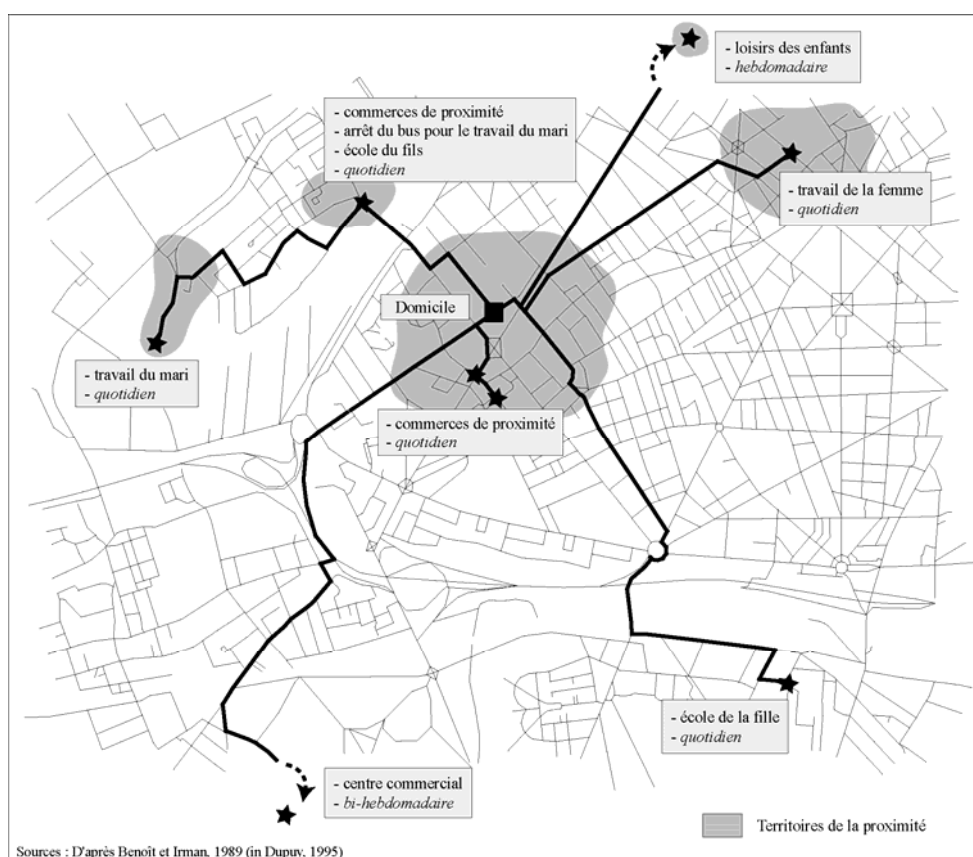 - loisirs des enfants
- hebdomadaire
- commerces de proximité
- arrêt du bus pour le travail du mari
- école du fils
- quotidien
- travail de la femme
- quotidien
Domicile
- travail du mari
- quotidien
- commerces de proximité
- quotidien
- école de la fille
- quotidien
- centre commercial
- bi-hebdomadaire
Territoires de la proximité
Sources : D'après Benoît et Irman, 1989 (in Dupuy, 1995)